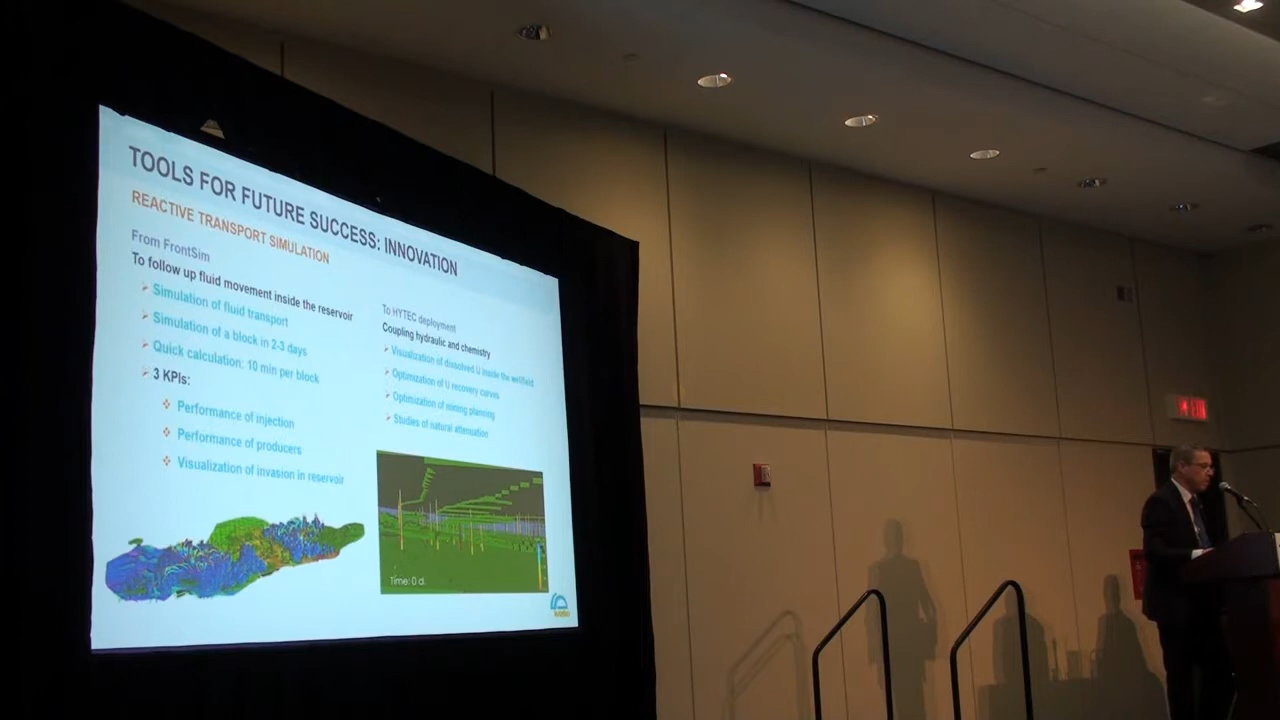 TOOLS FOR FUTURE SUCCESS: INNOVATION
REACTIVE TRANSPORT SIMULATION
From FrontSim
To follow up fluid movement inside the reservoir
Simulation of fluid transport
Simulation of a block in 2-3 days
Quick calculation: 10 min per block
3 KPIs:
Performance of injection
Performance of producers
Visualization of invasion in reservoir
To HYTEC deployment
Coupling hydraulic and chemistry
Visualization of dissolved U inside the wellfield
Optimization of U recovery curves
Optimization of mining planning
Studies of natural attenuation
Time: 0 d.
EXIT